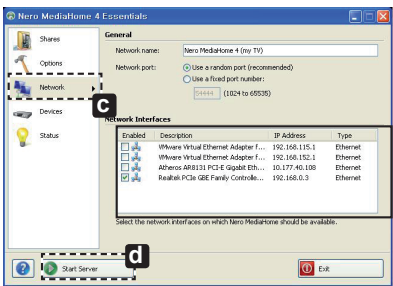 Nero MediaHome 4 Essentials
Shares
Options
Network
Devices
Status
c
General
Network name: Nero MediaHome 4 (my TV)
Network port: Use a random port (recommended)
Use a fixed port number:
54444 (1024 to 65535)
Network Interfaces
Enabled Description IP Address Type
VMware Virtual Ethernet Adapter f... 192.168.115.1 Ethernet
VMware Virtual Ethernet Adapter f... 192.168.152.1 Ethernet
Atheros AR8131 PCI-E Gigabit Eth... 10.177.40.108 Ethernet
Realtek PCIe GBE Family Controlle... 192.168.0.3 Ethernet
Select the network interfaces on which Nero MediaHome should be available.
d
? Start Server Exit